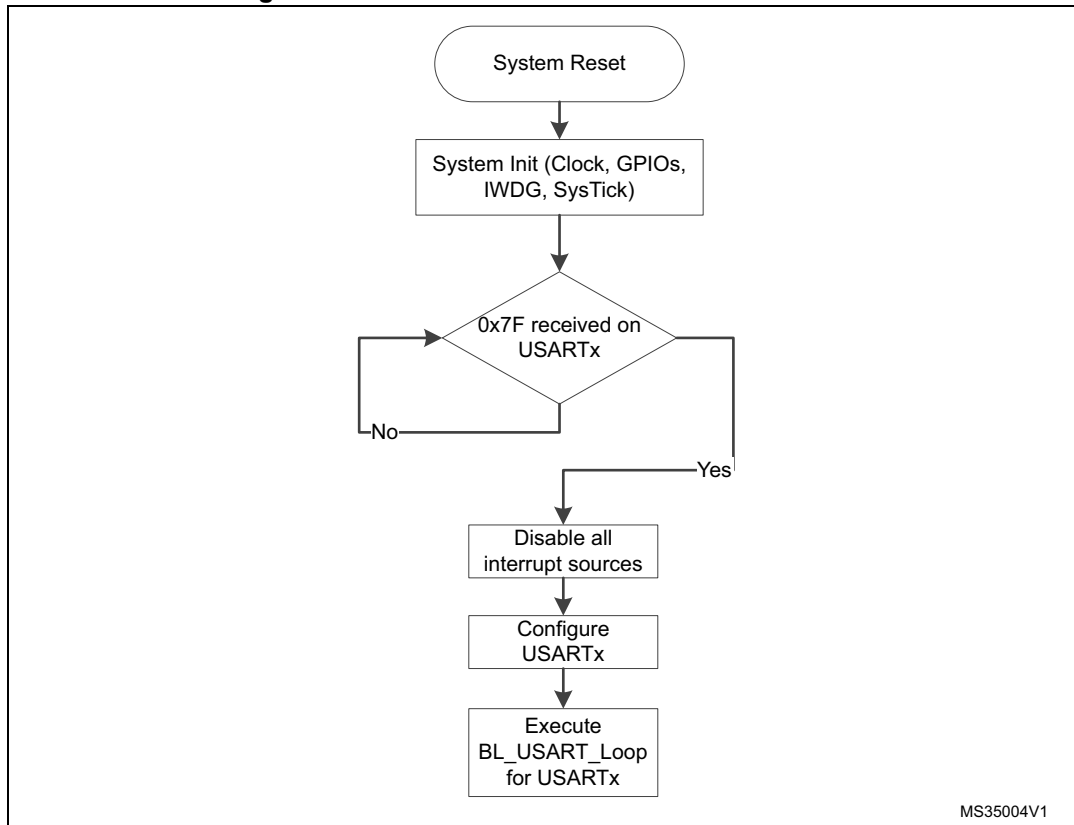 System Reset
System Init (Clock, GPIOs,
IWDG, SysTick)
0x7F received on
USARTx
No
Yes
Disable all
interrupt sources
Configure
USARTx
Execute
BL_USART_Loop
for USARTx
MS35004V1